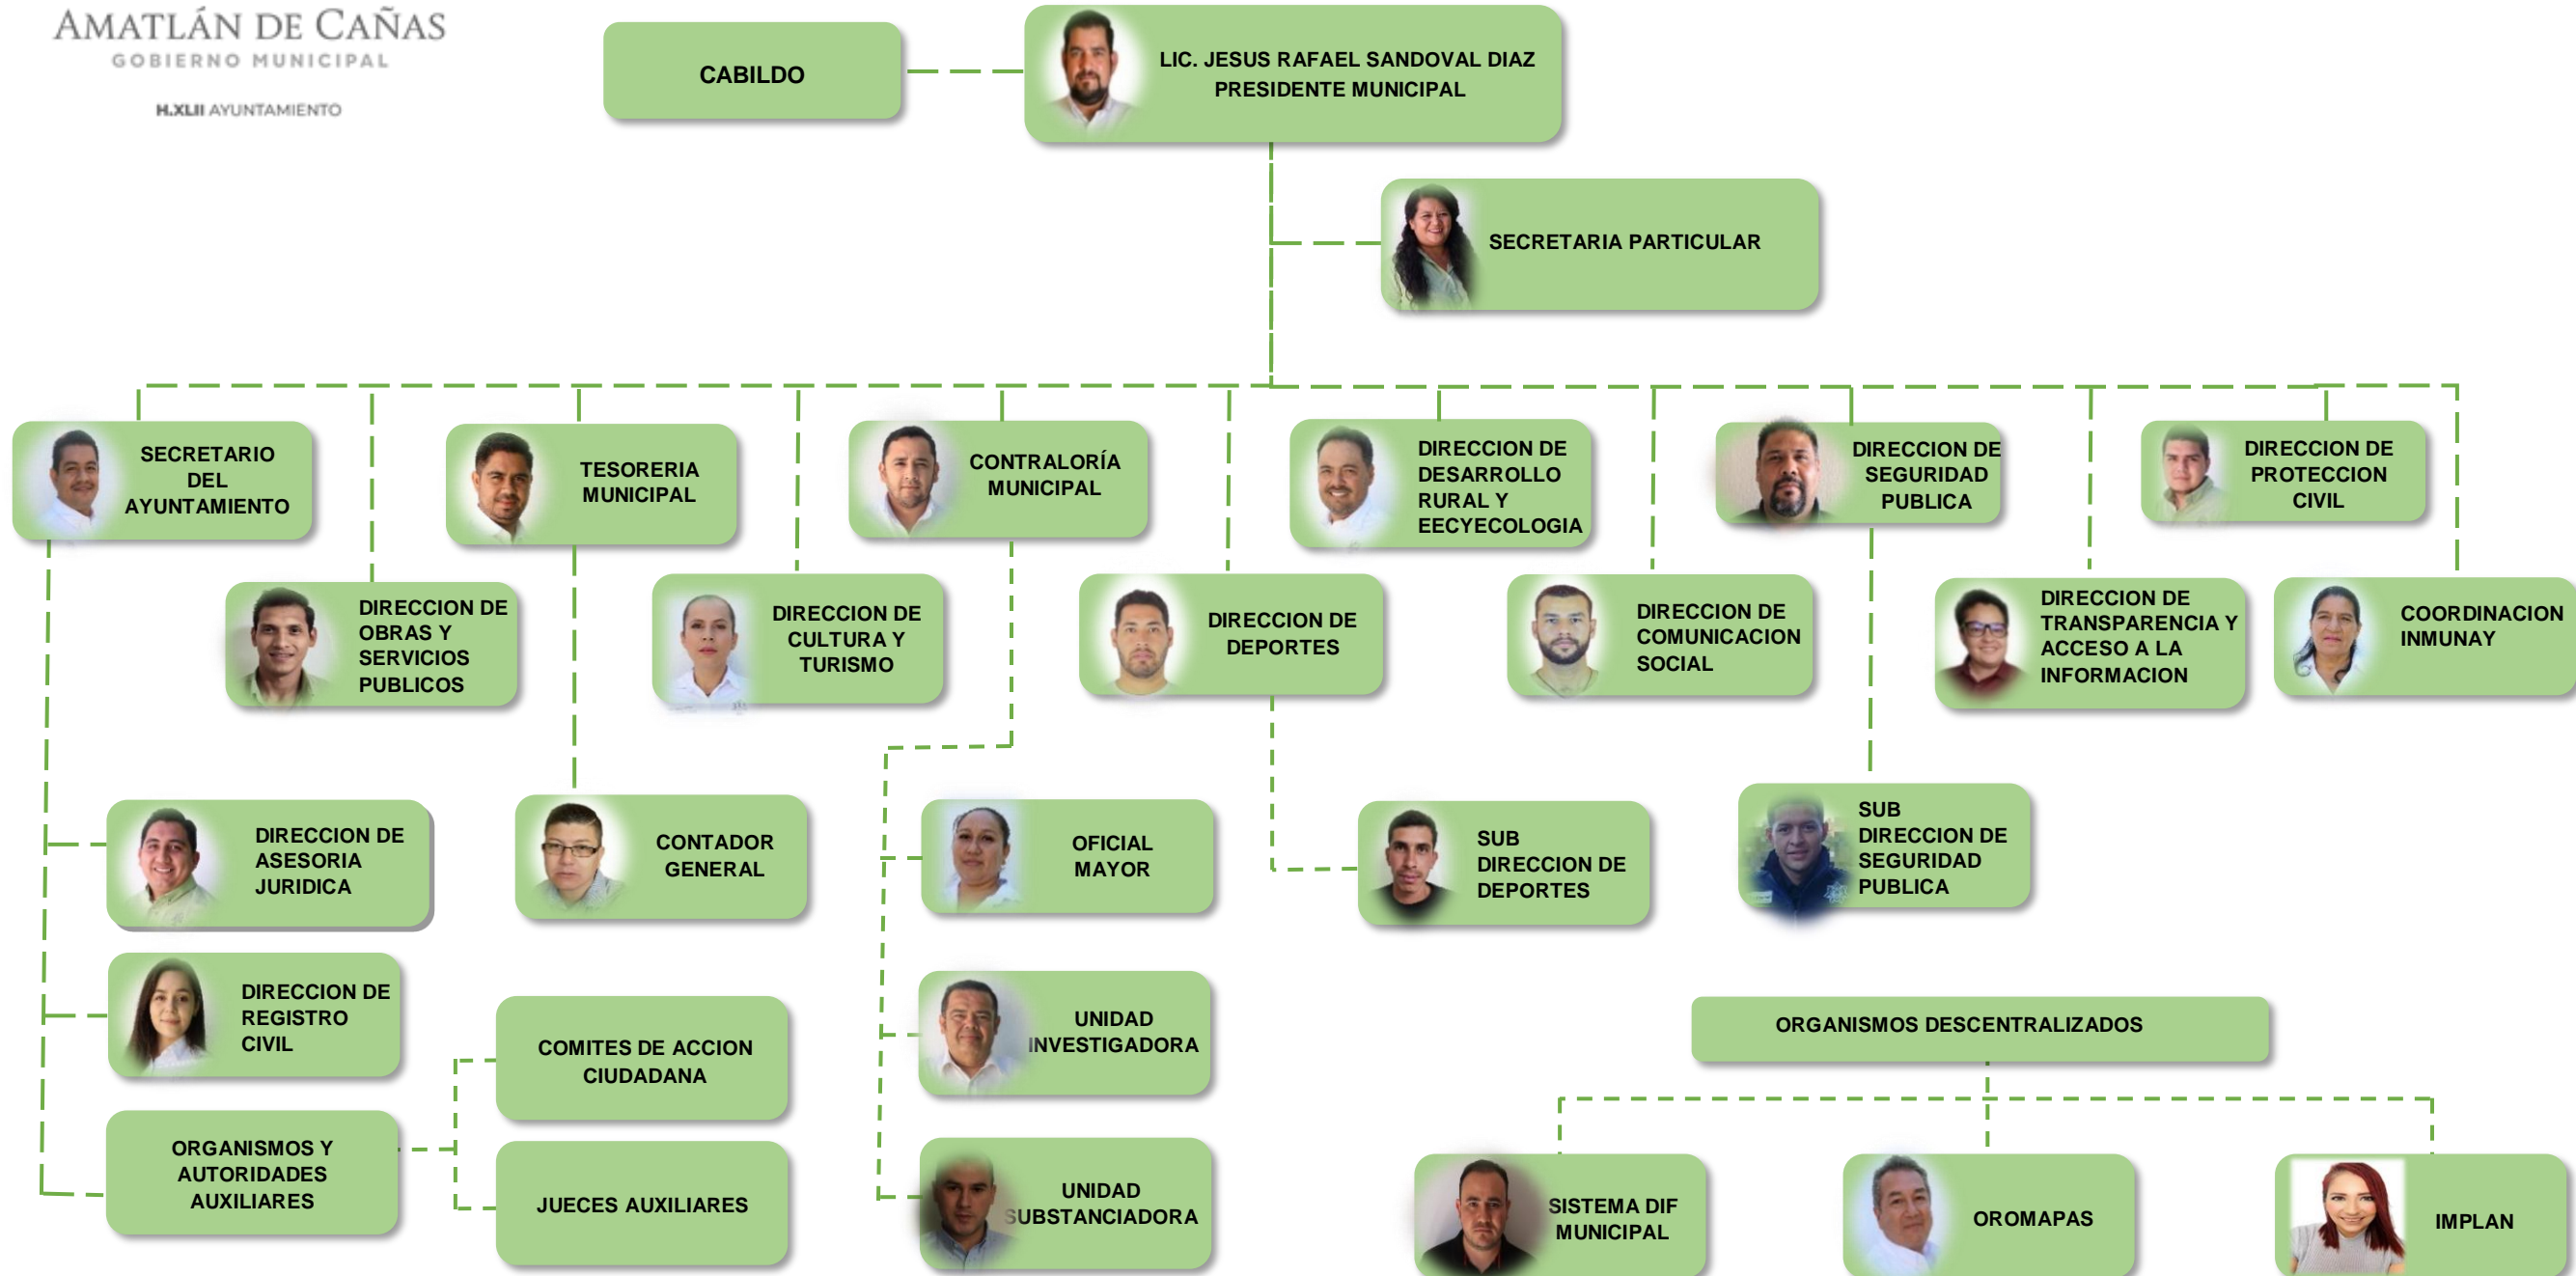 AMATLÁN DE CAÑAS
GOBIERNO MUNICIPAL
H.XLII AYUNTAMIENTO
CABILDO
LIC. JESUS RAFAEL SANDOVAL DIAZ
PRESIDENTE MUNICIPAL
SECRETARIA PARTICULAR
SECRETARIO
DEL
AYUNTAMIENTO
TESORERIA
MUNICIPAL
CONTRALORÍA
MUNICIPAL
DIRECCION DE
DESARROLLO
RURAL Y
EECYECOLOGIA
DIRECCION DE
SEGURIDAD
PUBLICA
DIRECCION DE
PROTECCION
CIVIL
DIRECCION DE
OBRAS Y
SERVICIOS
PUBLICOS
DIRECCION DE
CULTURA Y
TURISMO
DIRECCION DE
DEPORTES
DIRECCION DE
COMUNICACION
SOCIAL
DIRECCION DE
TRANSPARENCIA Y
ACCESO A LA
INFORMACION
COORDINACION
INMUNAY
DIRECCION DE
ASESORIA
JURIDICA
CONTADOR
GENERAL
OFICIAL
MAYOR
SUB
DIRECCION DE
DEPORTES
SUB
DIRECCION DE
SEGURIDAD
PUBLICA
DIRECCION DE
REGISTRO
CIVIL
COMITES DE ACCION
CIUDADANA
UNIDAD
INVESTIGADORA
ORGANISMOS DESCENTRALIZADOS
ORGANISMOS Y
AUTORIDADES
AUXILIARES
JUECES AUXILIARES
UNIDAD
SUBSTANCIADORA
SISTEMA DIF
MUNICIPAL
OROMAPAS
IMPLAN